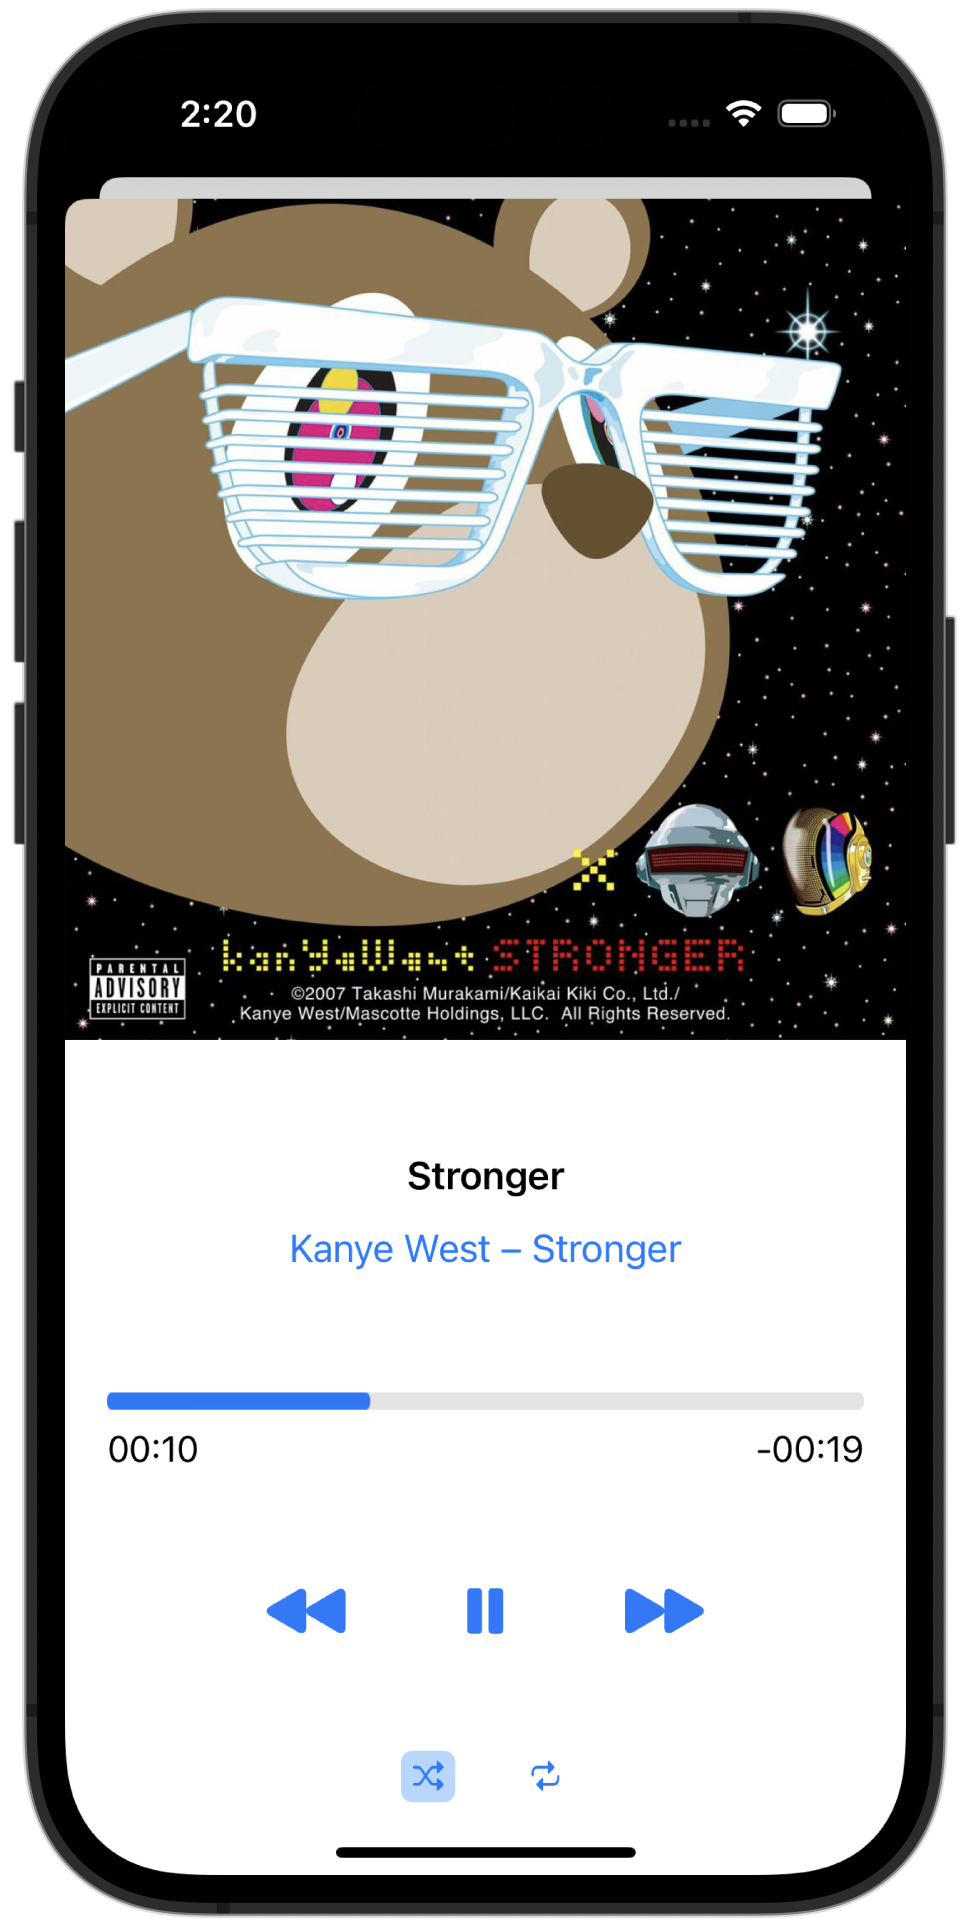 2:20
kanYeWest STRONGER
PARENTAL
ADVISORY
EXPLICIT CONTENT
©2007 Takashi Murakami/Kaikai Kiki Co., Ltd./
Kanye West/Mascotte Holdings, LLC. All Rights Reserved.
Stronger
Kanye West – Stronger
00:10
-00:19